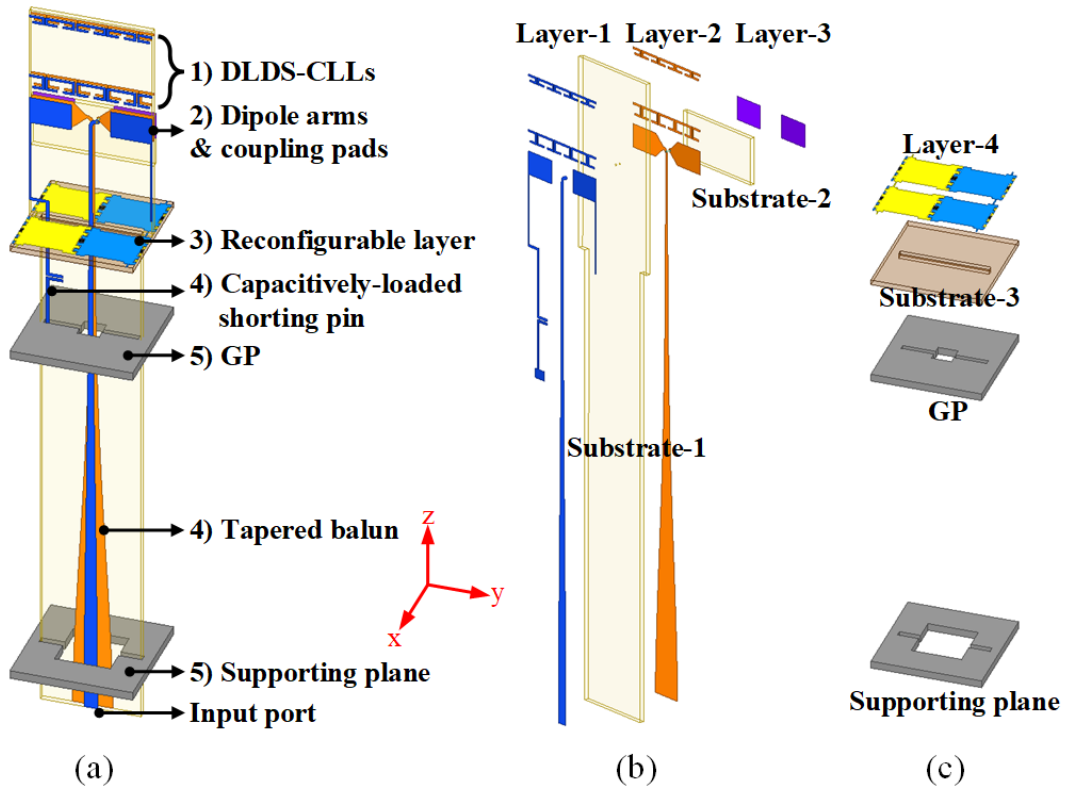 1) DLDS-CLLs
2) Dipole arms
& coupling pads
3) Reconfigurable layer
4) Capacitively-loaded
shorting pin
5) GP
4) Tapered balun
5) Supporting plane
Input port
(a)
z
y
x
Layer-1 Layer-2 Layer-3
Substrate-2
Substrate-1
(b)
Layer-4
Substrate-3
GP
Supporting plane
(c)